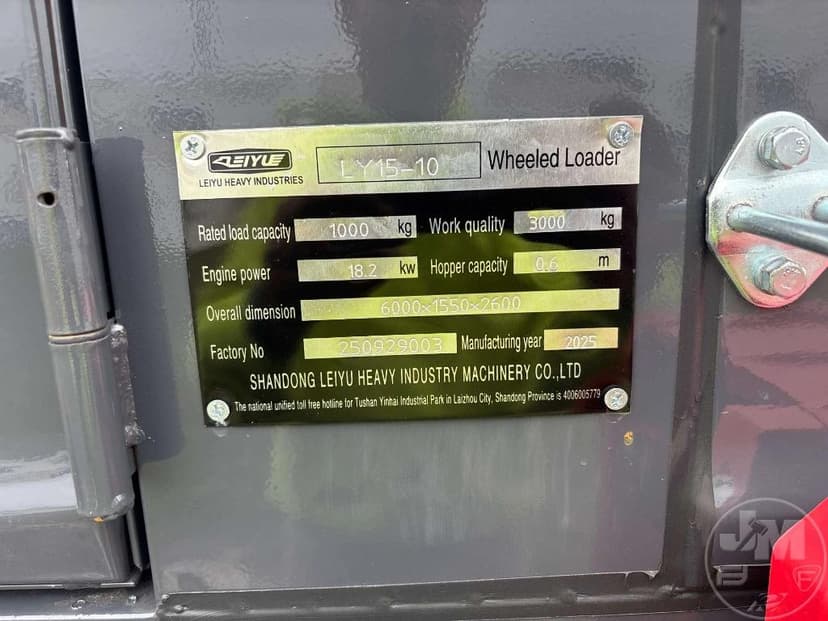 LEIYUE
LEIYU HEAVY INDUSTRIES
LY15-10
Wheeled Loader
Rated load capacity 1000 kg Work quality 3000 kg
Engine power 18.2 kw Hopper capacity 0.6 m
Overall dimension 6000×1550×2600
Factory No 250929003 Manufacturing year 2025
SHANDONG LEIYU HEAVY INDUSTRY MACHINERY CO.,LTD
The national unified toll free hotline for Tushan Yinhai Industrial Park in Laizhou City, Shandong Province is 4006005779
JM